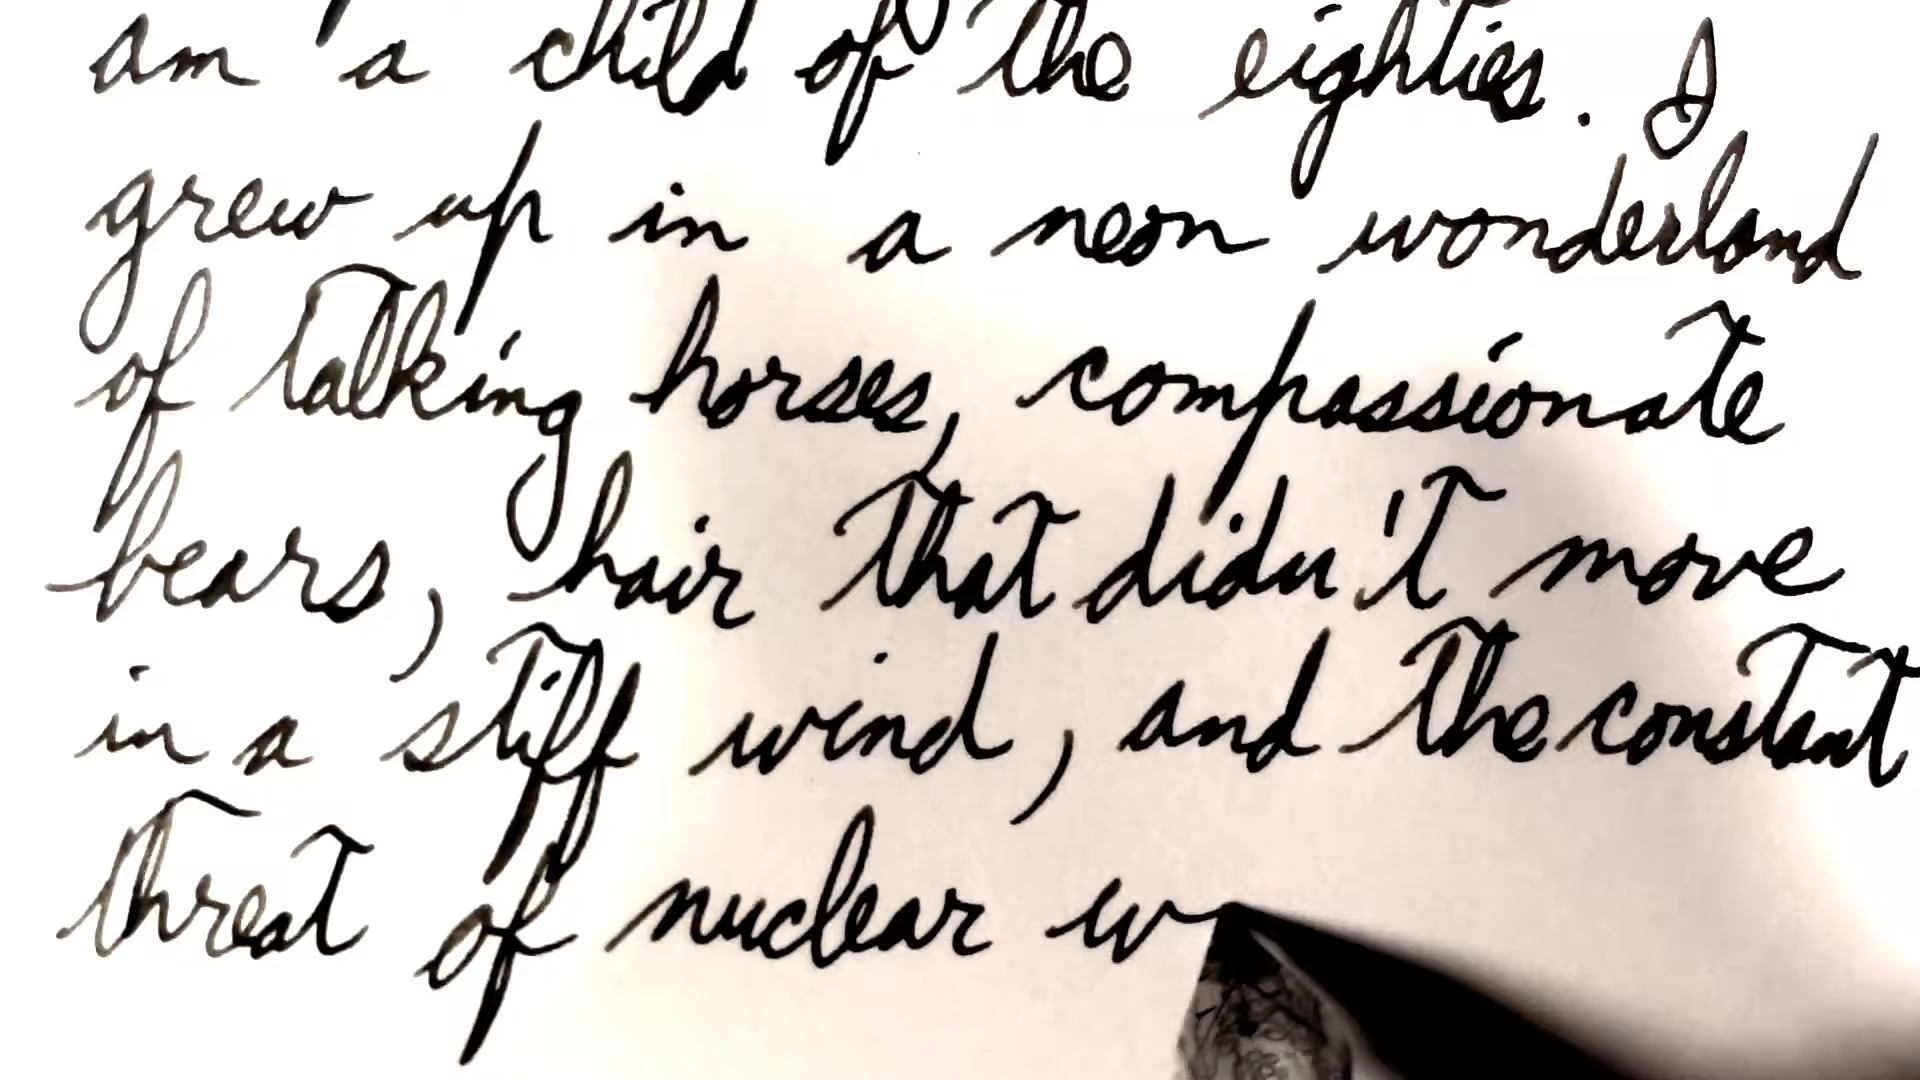 am a child of the eighties. I
grew up in a neon wonderland
of talking horses, compassionate
bears, hair that didn't move
in a stiff wind, and the constant
threat of nuclear w